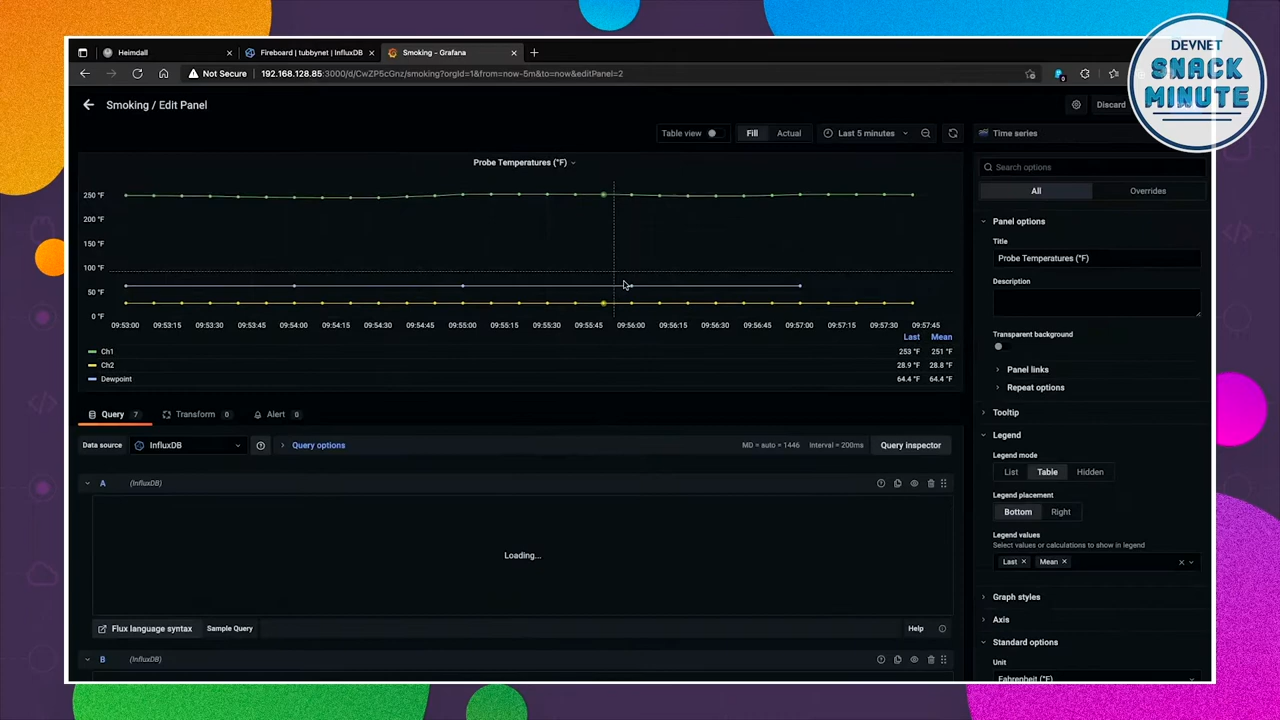 DEVNET
SNACK
MINUTE
Heimdall
Fireboard | tubbynet | InfluxDB
Smoking - Grafana
Not Secure
192.168.128.85:3000/d/CwZP5cGnz/smoking?orgId=1&from=now-5m&to=now&editPanel=2
Smoking / Edit Panel
Discard
Table view
Fill
Actual
Last 5 minutes
Time series
Probe Temperatures (°F)
250 °F
200 °F
150 °F
100 °F
50 °F
0 °F
09:53:00 09:53:15 09:53:30 09:53:45 09:54:00 09:54:15 09:54:30 09:54:45 09:55:00 09:55:15 09:55:30 09:55:45 09:56:00 09:56:15 09:56:30 09:56:45 09:57:00 09:57:15 09:57:30 09:57:45
Last Mean
Ch1 253 °F 251 °F
Ch2 28.9 °F 28.8 °F
Dewpoint 64.4 °F 64.4 °F
Query 7
Transform 0
Alert 0
Data source
InfluxDB
Query options
MD = auto = 1446
Interval = 200ms
Query inspector
A (InfluxDB)
Loading...
Flux language syntax
Sample Query
Help
B (InfluxDB)
Search options
All
Overrides
Panel options
Title
Probe Temperatures (°F)
Description
Transparent background
Panel links
Repeat options
Tooltip
Legend
Legend mode
List
Table
Hidden
Legend placement
Bottom
Right
Legend values
Select values or calculations to show in legend
Last
Mean
Graph styles
Axis
Standard options
Unit
Fahrenheit (°F)